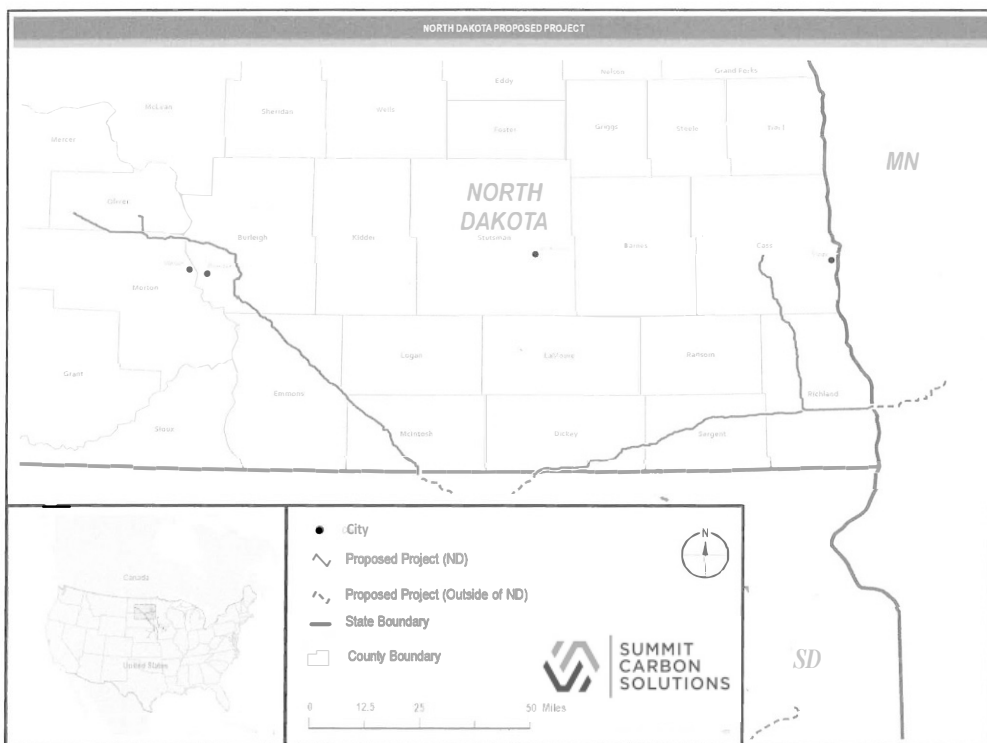 NORTH DAKOTA PROPOSED PROJECT
Nelson
Grand Forks
Eddy
McLean
Sheridan
Wells
Foster
Griggs
Steele
Mercer
MN
NORTH
DAKOTA
Oliver
Burleigh
Kidder
Stutsman
Barnes
Cass
Morton
Logan
LaMoure
Ransom
Grant
Emmons
Richland
Sioux
McIntosh
Dickey
Sargent
City
N
Proposed Project (ND)
Proposed Project (Outside of ND)
State Boundary
County Boundary
Canada
United States
SUMMIT
CARBON
SOLUTIONS
SD
0 12.5 25 50 Miles